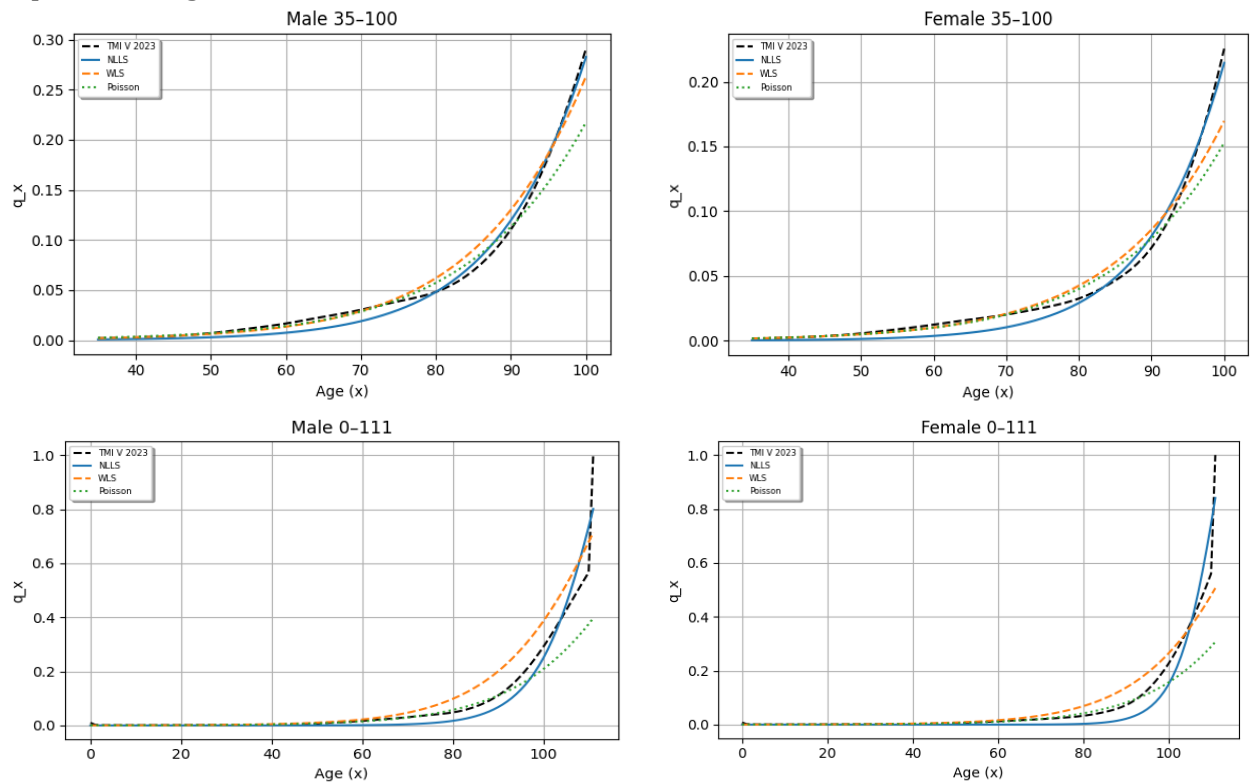 Male 35–100
0.30
0.25
0.20
0.15
0.10
0.05
0.00
q_x
TMI V 2023
NLLS
WLS
Poisson
40 50 60 70 80 90 100
Age (x)
Female 35–100
0.20
0.15
0.10
0.05
0.00
q_x
TMI V 2023
NLLS
WLS
Poisson
40 50 60 70 80 90 100
Age (x)
Male 0–111
1.0
0.8
0.6
0.4
0.2
0.0
q_x
TMI V 2023
NLLS
WLS
Poisson
0 20 40 60 80 100
Age (x)
Female 0–111
1.0
0.8
0.6
0.4
0.2
0.0
q_x
TMI V 2023
NLLS
WLS
Poisson
0 20 40 60 80 100
Age (x)